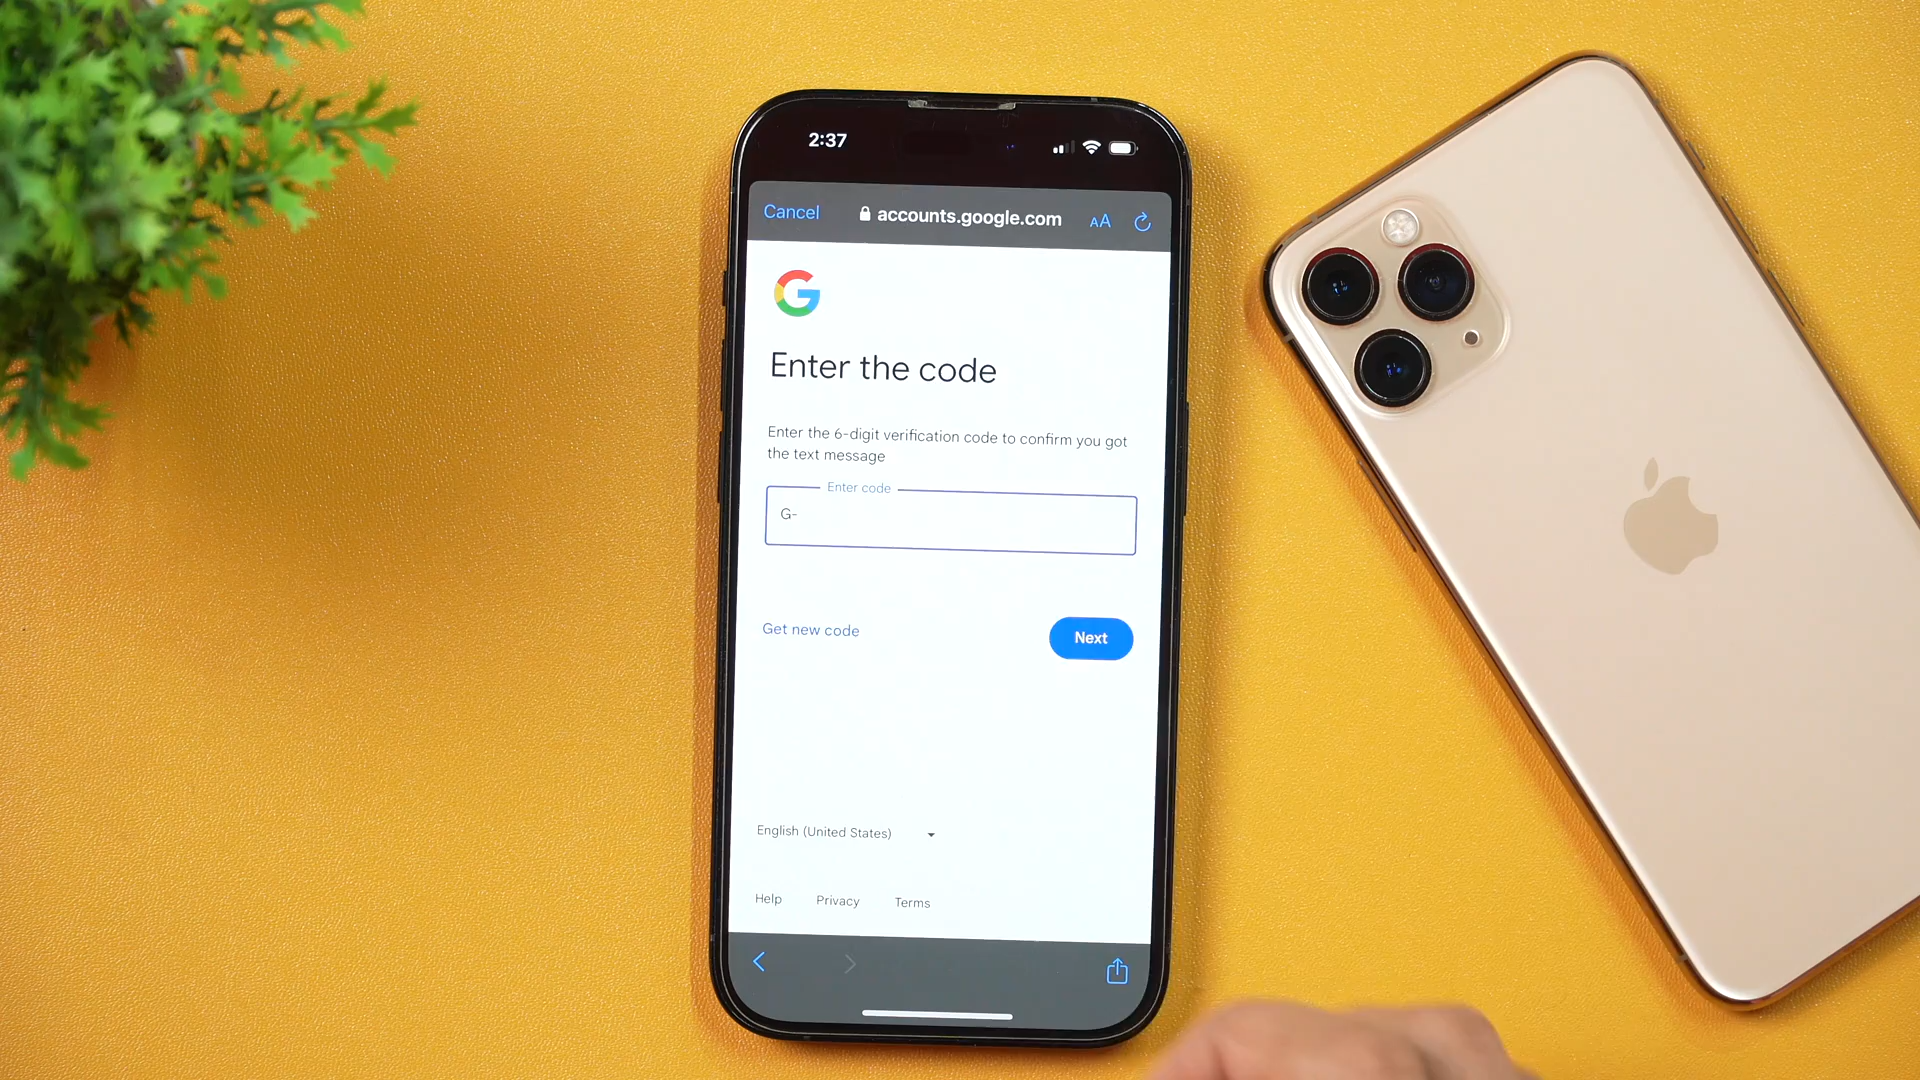 2:37
Cancel
accounts.google.com
AA
Enter the code
Enter the 6-digit verification code to confirm you got
the text message
Enter code
G-
Get new code
Next
English (United States)
Help Privacy Terms